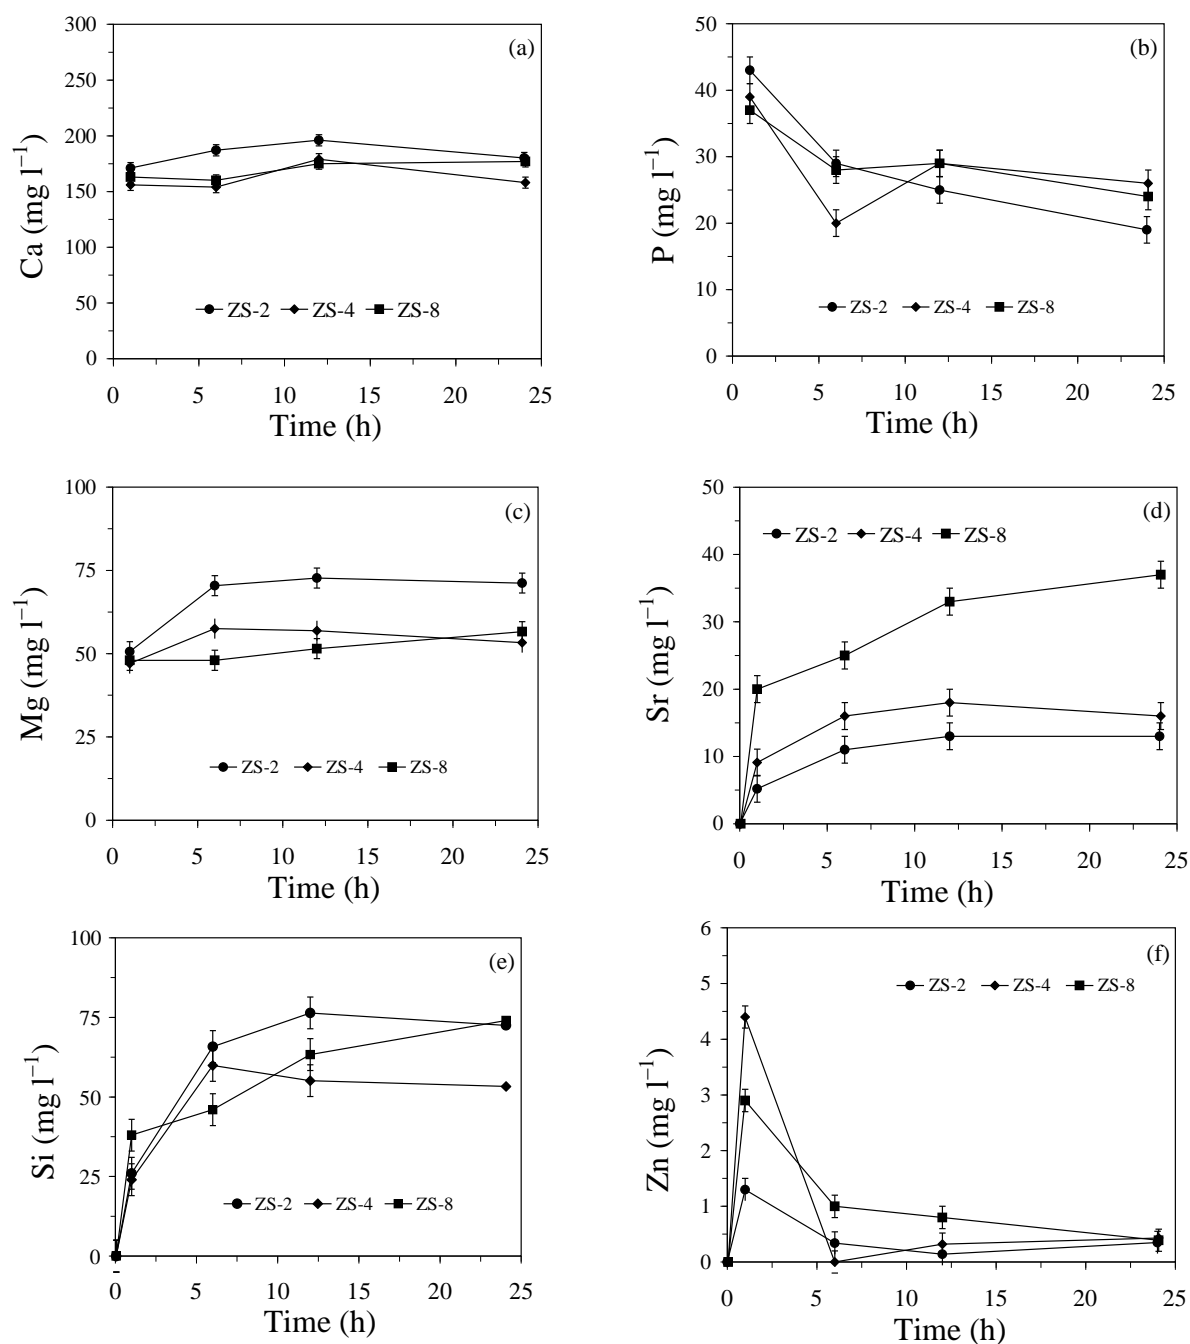 300
250
200
150
100
50
0
Ca (mg l⁻¹)
(a)
ZS-2 ZS-4 ZS-8
0 5 10 15 20 25
Time (h)
50
40
30
20
10
0
P (mg l⁻¹)
(b)
ZS-2 ZS-4 ZS-8
0 5 10 15 20 25
Time (h)
100
75
50
25
0
Mg (mg l⁻¹)
(c)
ZS-2 ZS-4 ZS-8
0 5 10 15 20 25
Time (h)
50
40
30
20
10
0
Sr (mg l⁻¹)
(d)
ZS-2 ZS-4 ZS-8
0 5 10 15 20 25
Time (h)
100
75
50
25
0
Si (mg l⁻¹)
(e)
ZS-2 ZS-4 ZS-8
0 5 10 15 20 25
Time (h)
6
5
4
3
2
1
0
Zn (mg l⁻¹)
(f)
ZS-2 ZS-4 ZS-8
0 5 10 15 20 25
Time (h)